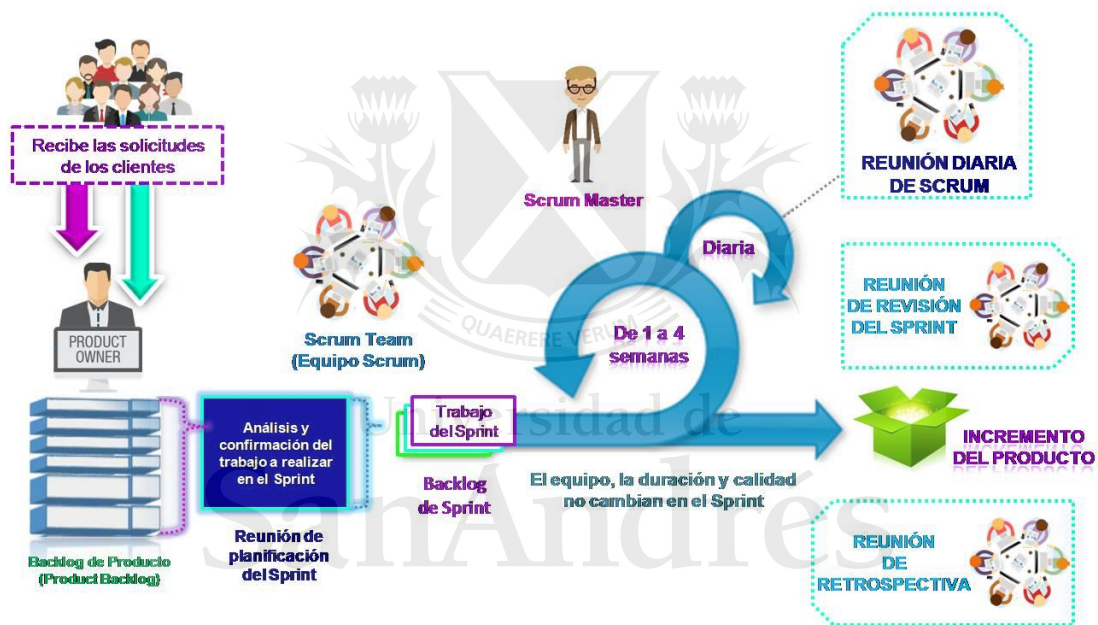 Recibe las solicitudes
de los clientes
PRODUCT
OWNER
Backlog de Producto
(Product Backlog)
Análisis y
confirmación del
trabajo a realizar
en el Sprint
Reunión de
planificación
del Sprint
Scrum Team
(Equipo Scrum)
Trabajo
del Sprint
Backlog
de Sprint
Scrum Master
Diaria
De 1 a 4
semanas
El equipo, la duración y calidad
no cambian en el Sprint
REUNIÓN DIARIA
DE SCRUM
REUNIÓN
DE REVISIÓN
DEL SPRINT
INCREMENTO
DEL PRODUCTO
REUNIÓN
DE
RETROSPECTIVA
QUAERERE VERUM
Universidad de
SanAndrés